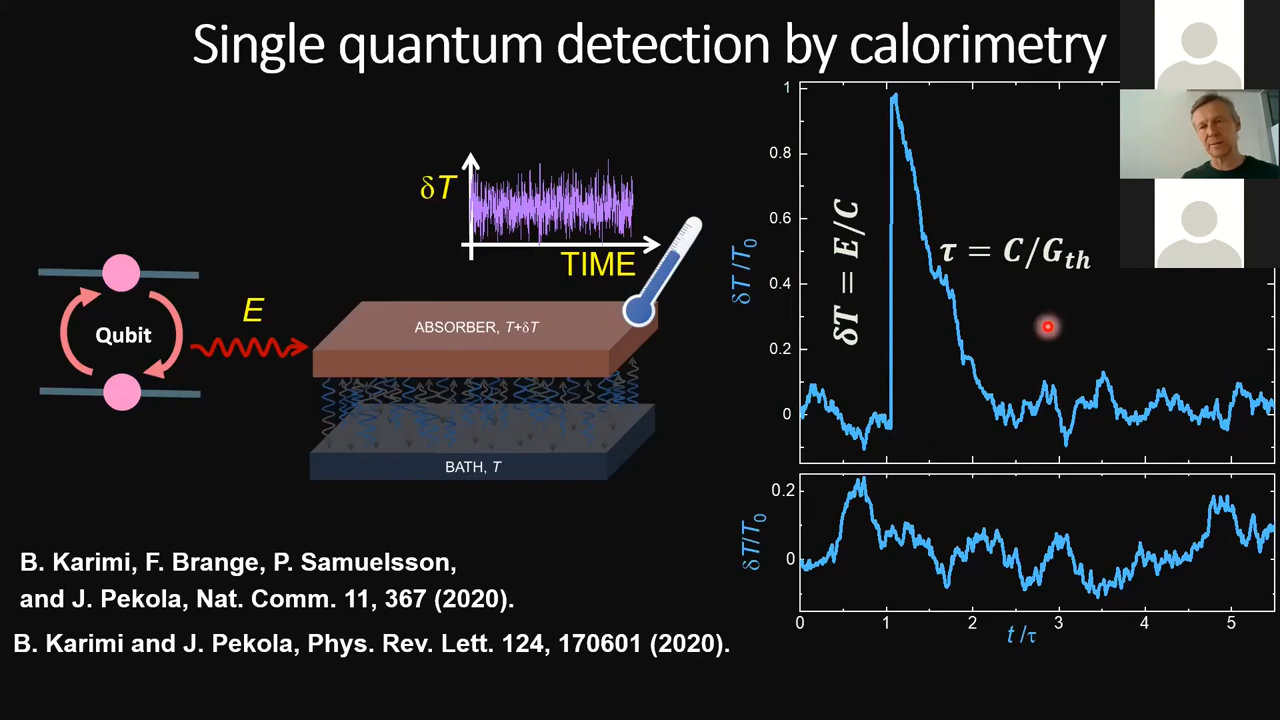 Single quantum detection by calorimetry
δT
TIME
Qubit
E
ABSORBER, T+δT
BATH, T
B. Karimi, F. Brange, P. Samuelsson,
and J. Pekola, Nat. Comm. 11, 367 (2020).
B. Karimi and J. Pekola, Phys. Rev. Lett. 124, 170601 (2020).
1
0.8
0.6
0.4
0.2
0
δT/T₀
δT = E/C
τ = C/G_th
0.2
0
δT/T₀
0 1 2 3 4 5
t/τ